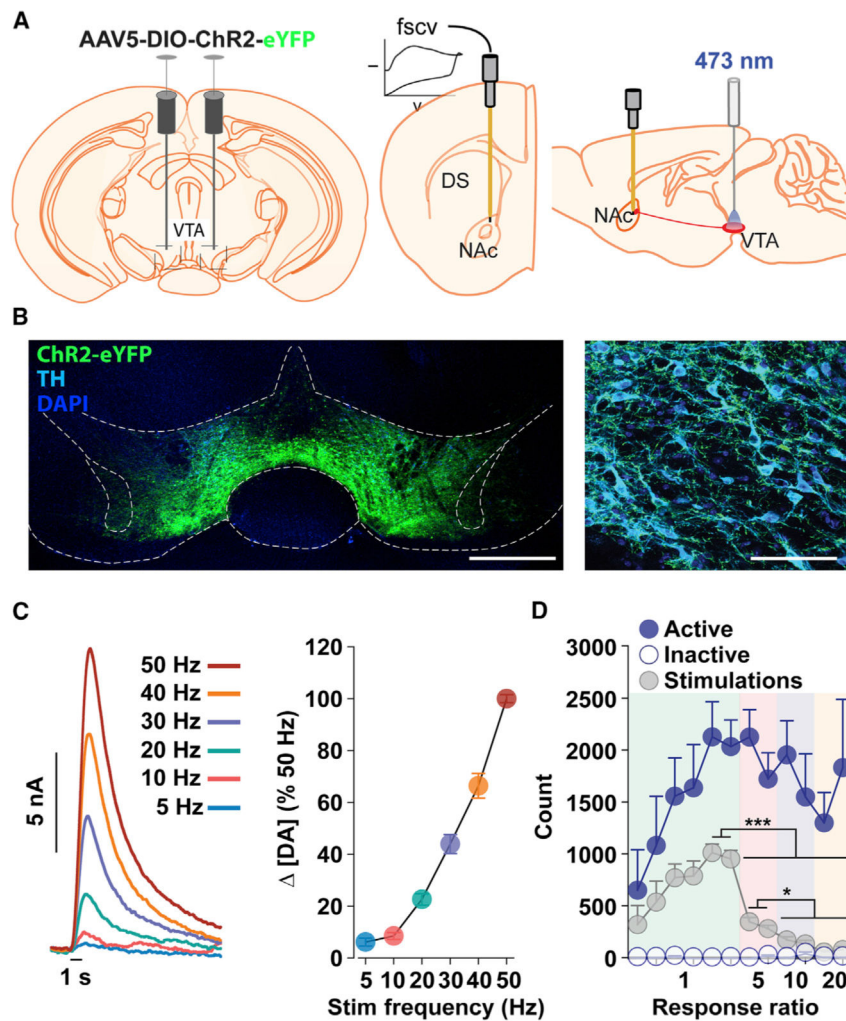 A
AAV5-DIO-ChR2-eYFP
VTA
fscv
I
v
DS
NAc
473 nm
NAc
VTA
B
ChR2-eYFP
TH
DAPI
C
5 nA
1 s
50 Hz
40 Hz
30 Hz
20 Hz
10 Hz
5 Hz
Δ [DA] (% 50 Hz)
120
100
80
60
40
20
0
5 10 20 30 40 50
Stim frequency (Hz)
D
Active
Inactive
Stimulations
Count
3000
2500
2000
1500
1000
500
0
***
*
1 5 10 20
Response ratio